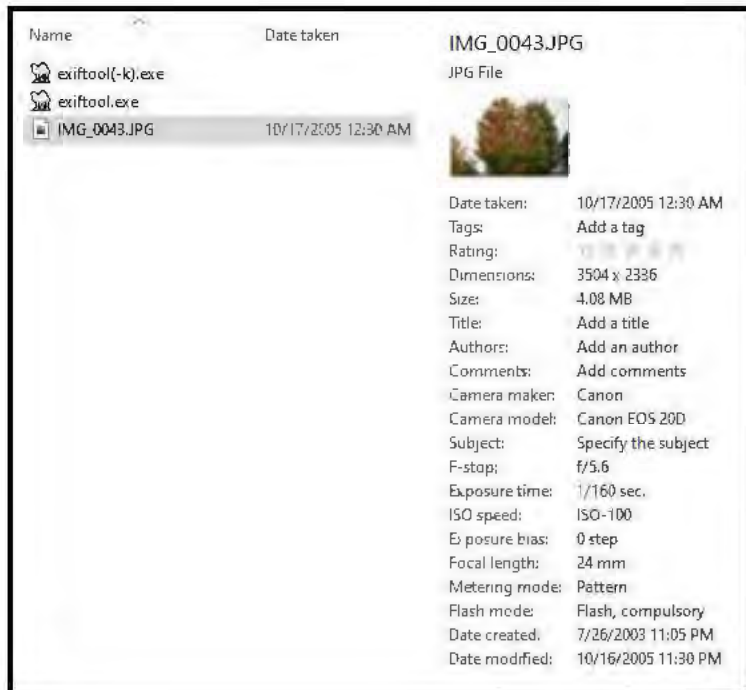 Name Date taken
exiftool(-k).exe
exiftool.exe
IMG_0043.JPG 10/17/2005 12:30 AM
IMG_0043.JPG
JPG File
Date taken: 10/17/2005 12:30 AM
Tags: Add a tag
Rating:
Dimensions: 3504 x 2336
Size: 4.08 MB
Title: Add a title
Authors: Add an author
Comments: Add comments
Camera maker: Canon
Camera model: Canon EOS 20D
Subject: Specify the subject
F-stop: f/5.6
Exposure time: 1/160 sec.
ISO speed: ISO-100
Exposure bias: 0 step
Focal length: 24 mm
Metering mode: Pattern
Flash mode: Flash, compulsory
Date created: 7/26/2003 11:05 PM
Date modified: 10/16/2005 11:30 PM